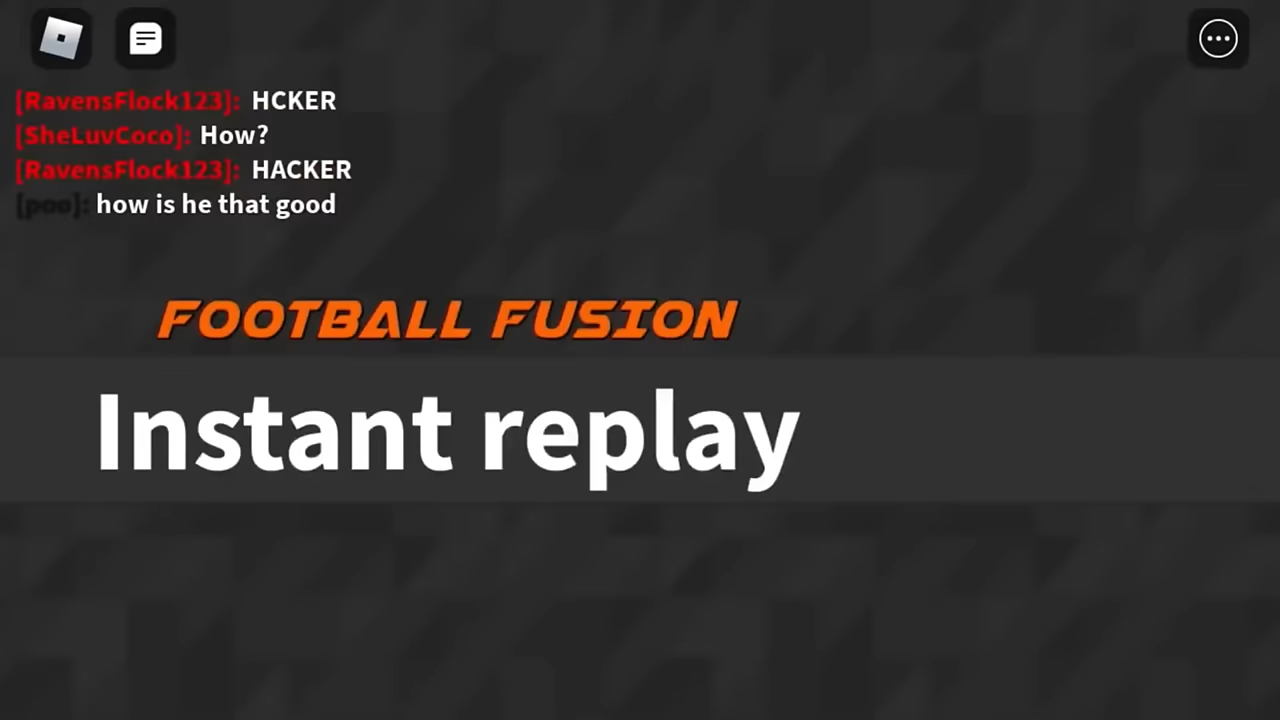 [RavensFlock123]: HCKER
[SheLuvCoco]: How?
[RavensFlock123]: HACKER
[poo]: how is he that good
FOOTBALL FUSION
Instant replay